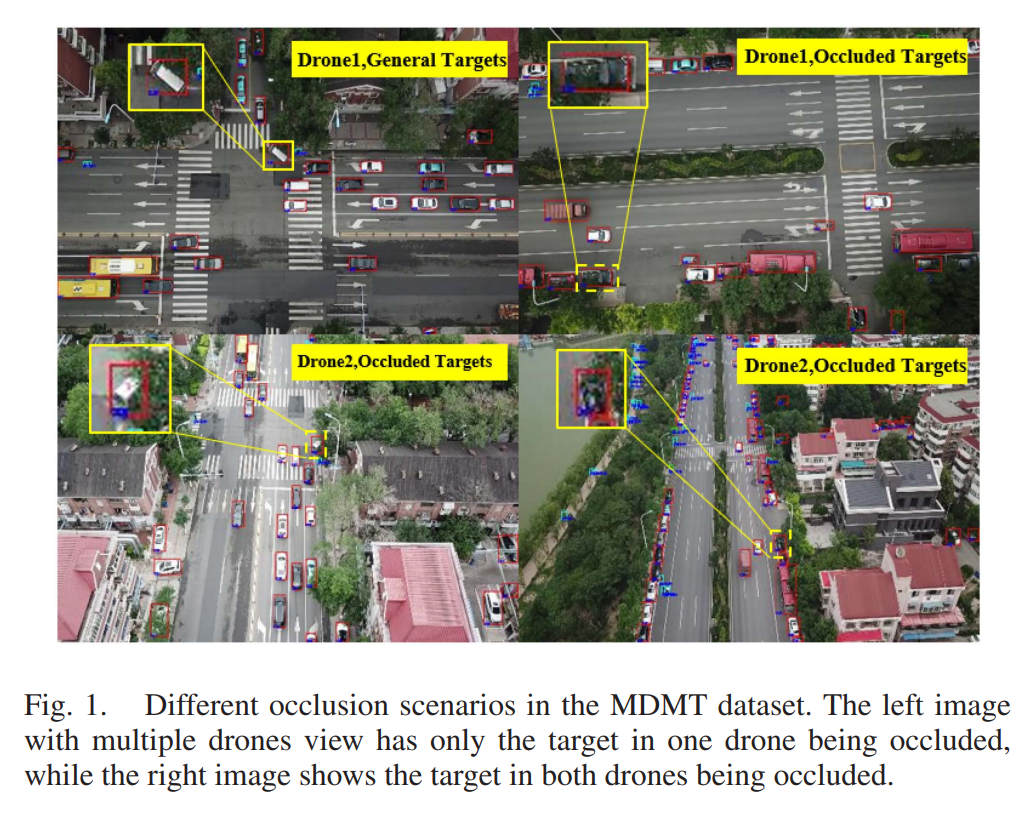 Drone1,General Targets
Drone1,Occluded Targets
Drone2,Occluded Targets
Drone2,Occluded Targets
Fig. 1. Different occlusion scenarios in the MDMT dataset. The left image
with multiple drones view has only the target in one drone being occluded,
while the right image shows the target in both drones being occluded.